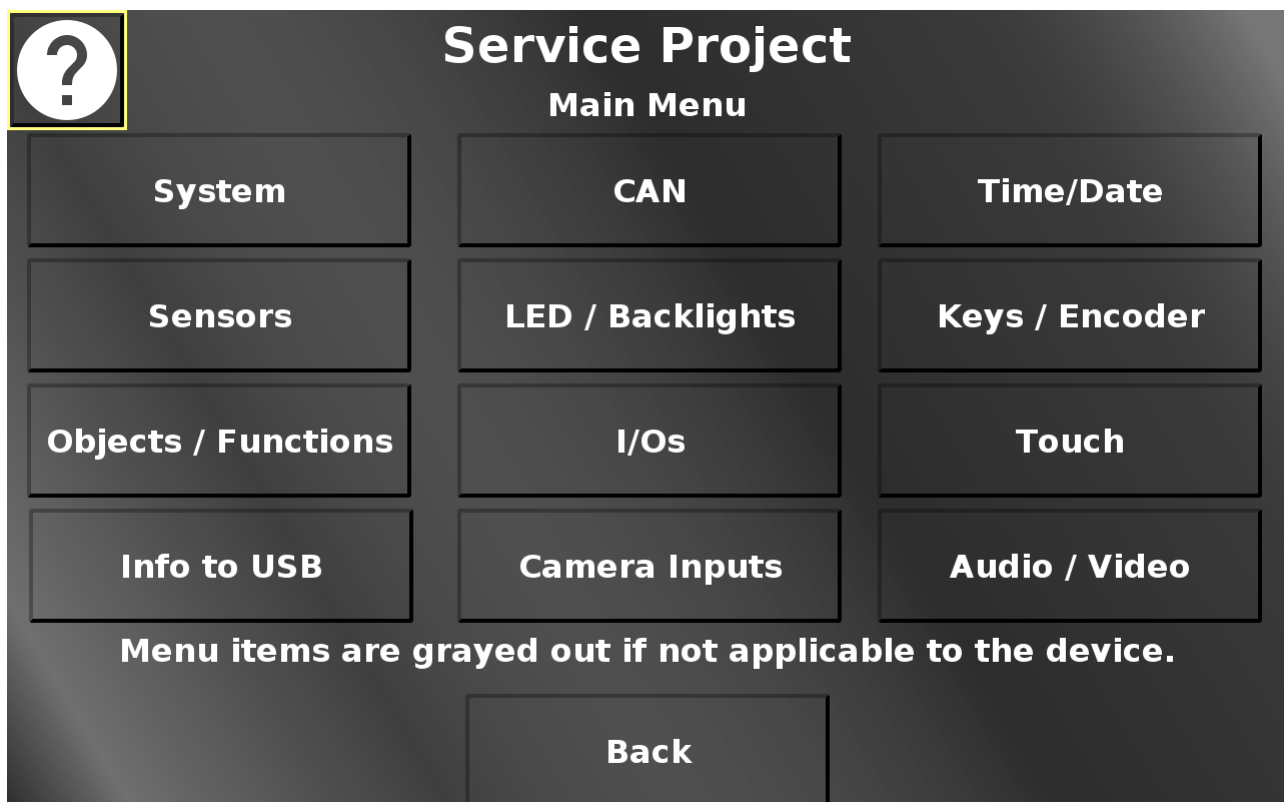 ?
Service Project
Main Menu
System
CAN
Time/Date
Sensors
LED / Backlights
Keys / Encoder
Objects / Functions
I/Os
Touch
Info to USB
Camera Inputs
Audio / Video
Menu items are grayed out if not applicable to the device.
Back